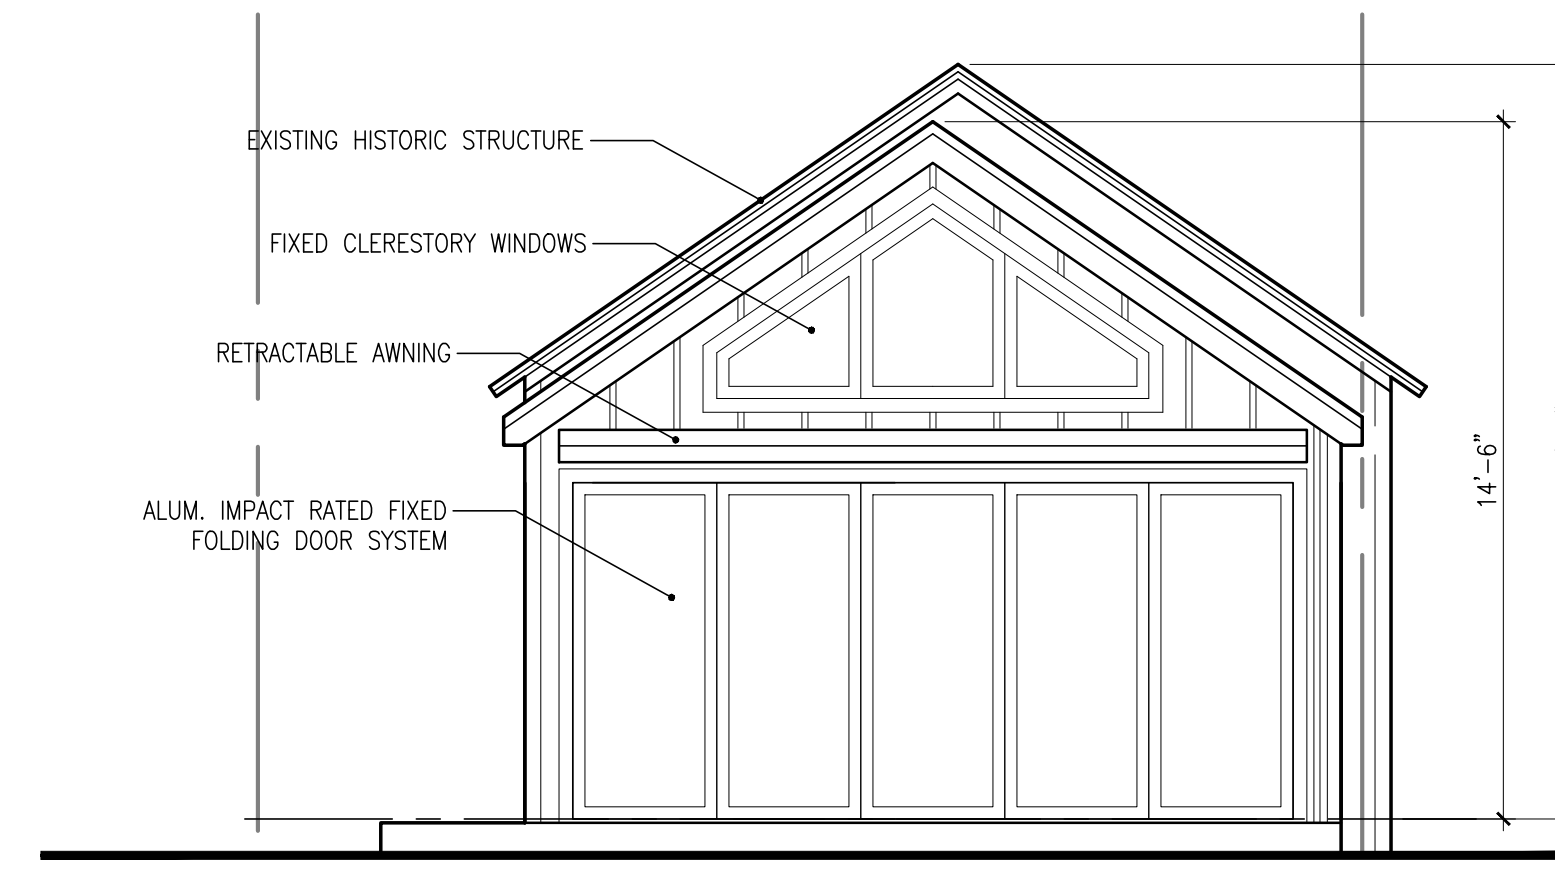 EXISTING HISTORIC STRUCTURE
FIXED CLERESTORY WINDOWS
RETRACTABLE AWNING
ALUM. IMPACT RATED FIXED
FOLDING DOOR SYSTEM
14'-6"